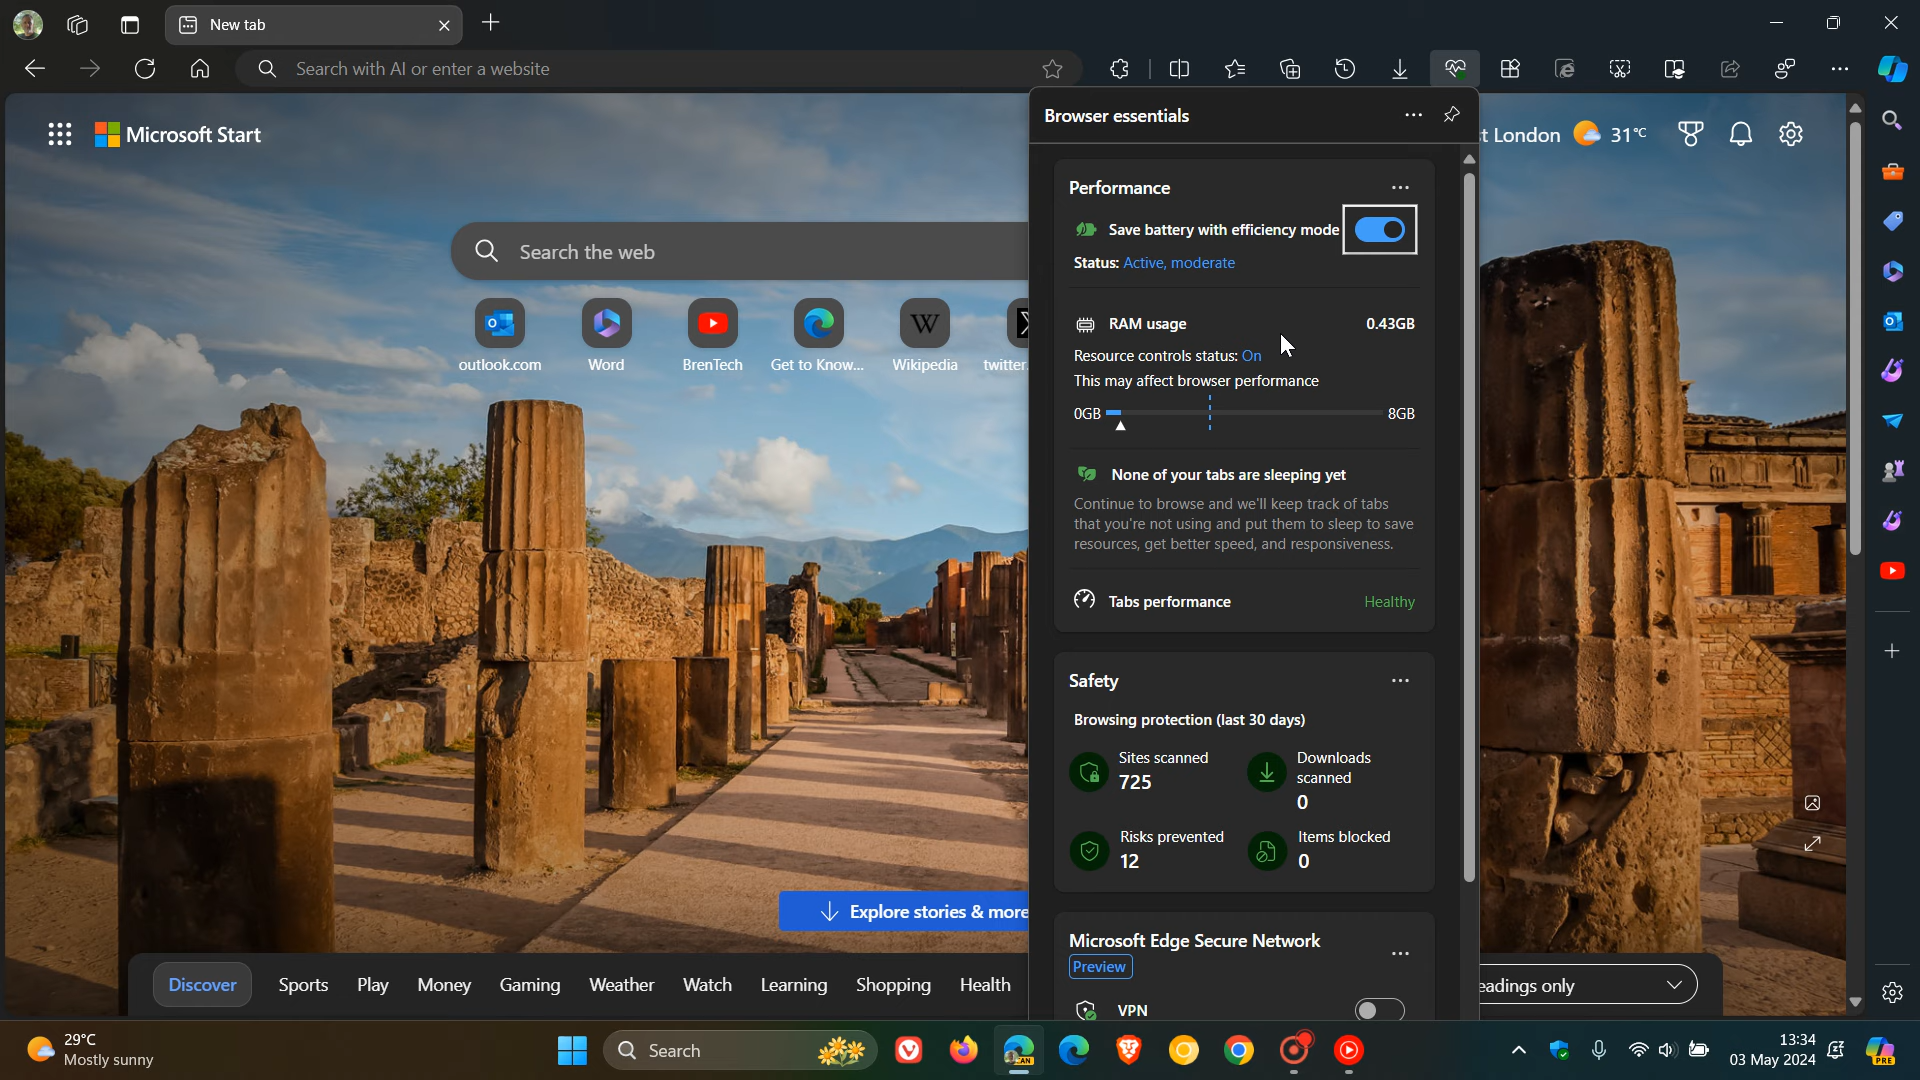 New tab
Search with AI or enter a website
Microsoft Start
t London
31°C
Search the web
outlook.com
Word
BrenTech
Get to Know...
Wikipedia
twitter.
Explore stories & more
Discover
Sports
Play
Money
Gaming
Weather
Watch
Learning
Shopping
Health
eadings only
Browser essentials
Performance
Save battery with efficiency mode
Status: Active, moderate
RAM usage
0.43GB
Resource controls status: On
This may affect browser performance
0GB
8GB
None of your tabs are sleeping yet
Continue to browse and we'll keep track of tabs
that you're not using and put them to sleep to save
resources, get better speed, and responsiveness.
Tabs performance
Healthy
Safety
Browsing protection (last 30 days)
Sites scanned
725
Downloads
scanned
0
Risks prevented
12
Items blocked
0
Microsoft Edge Secure Network
Preview
VPN
29°C
Mostly sunny
Search
CAN
13:34
03 May 2024
PRE